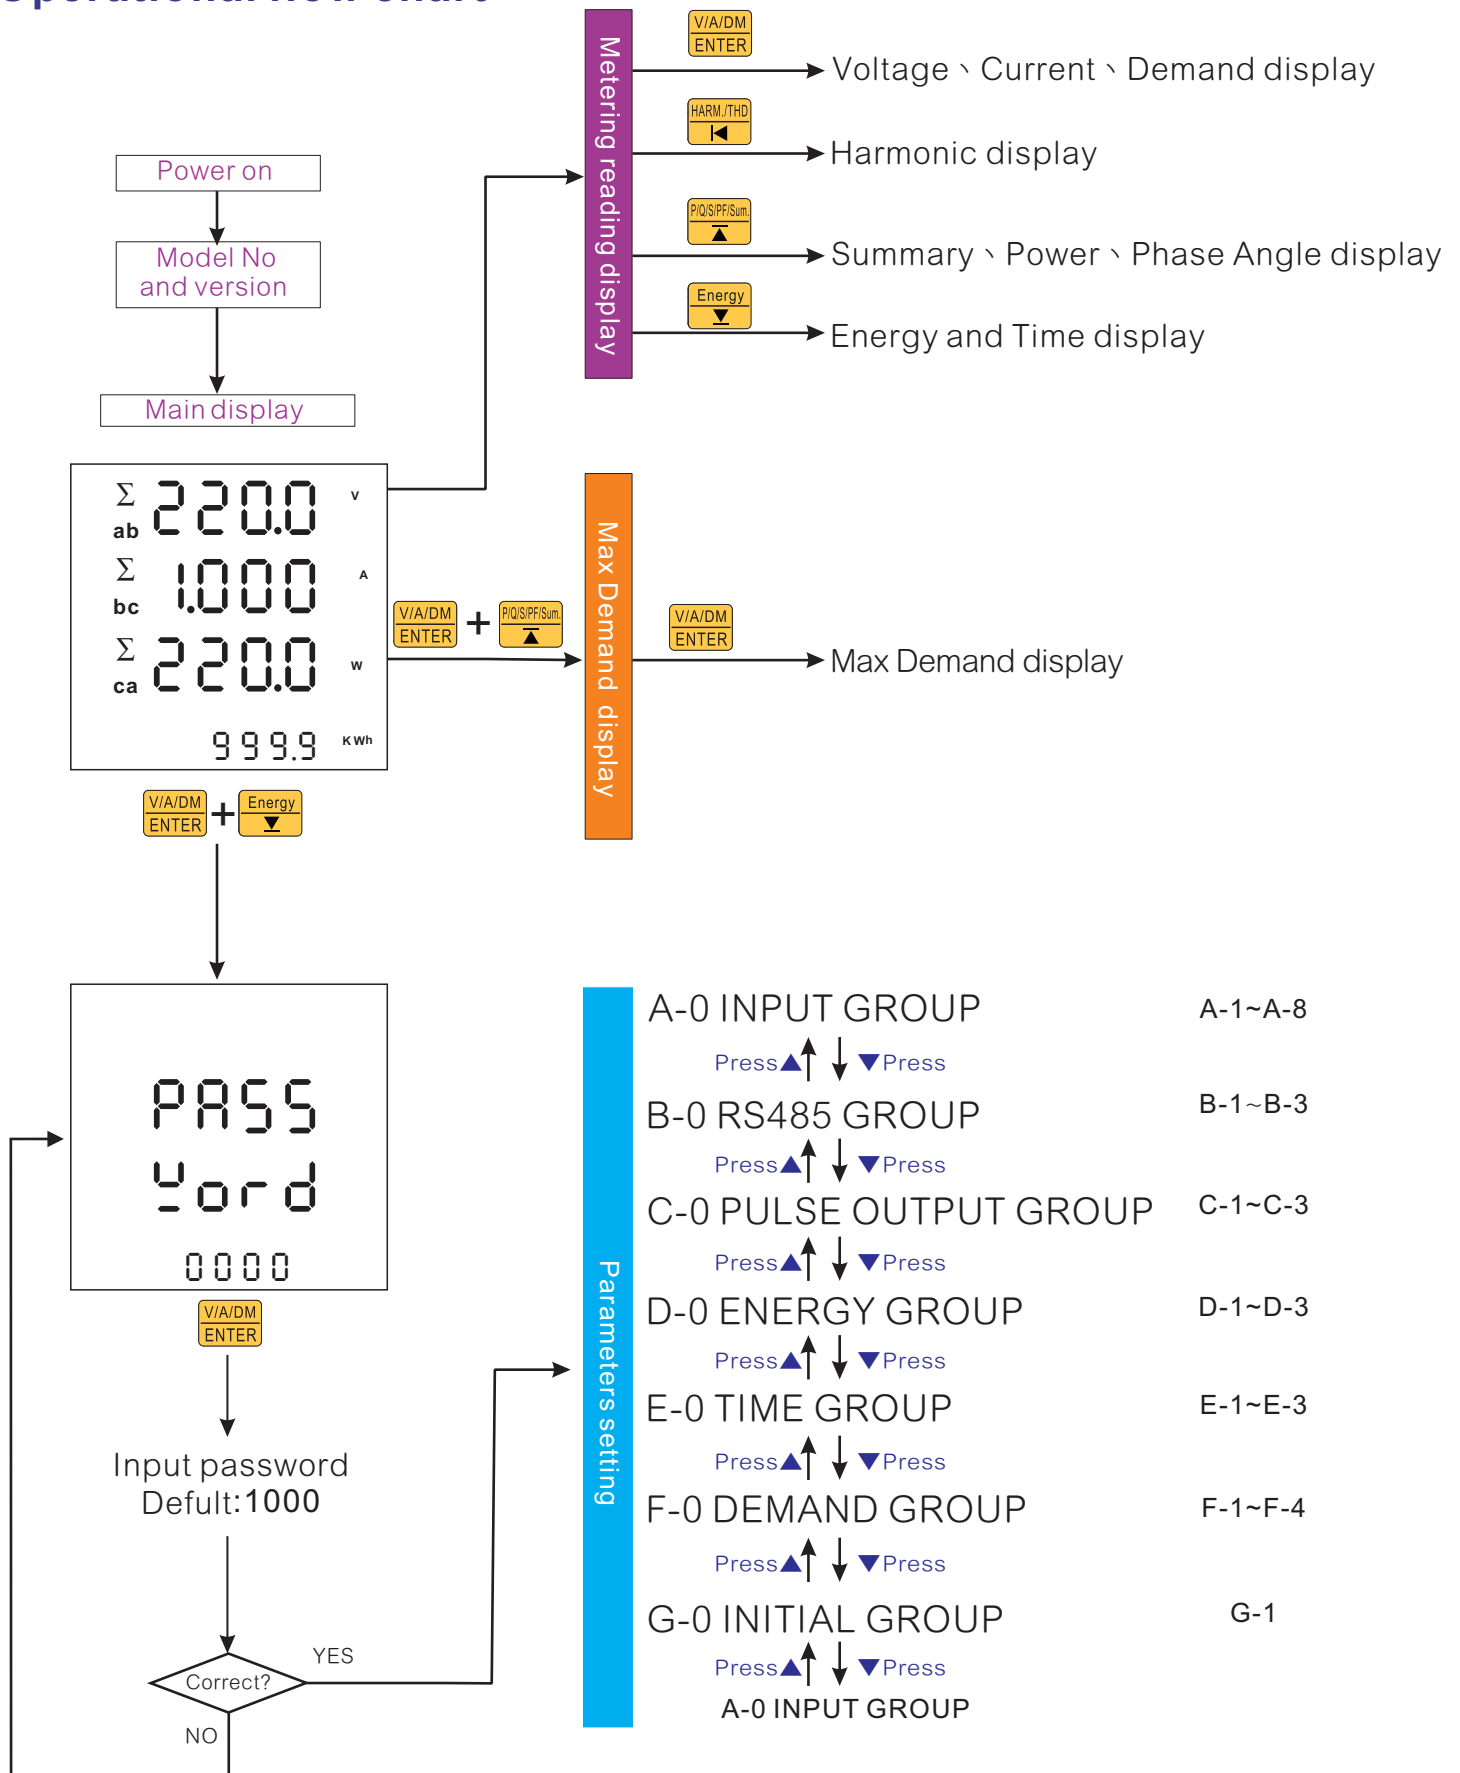 Operational flow chart
V/A/DM
ENTER
Voltage、Current、Demand display
HARM./THD
Harmonic display
P/Q/S/PF/Sum.
Summary、Power、Phase Angle display
Energy
Energy and Time display
Metering reading display
Power on
Model No
and version
Main display
Σ ab 220.0 V
Σ bc 1.000 A
Σ ca 220.0 W
999.9 KWh
V/A/DM
ENTER
+
P/Q/S/PF/Sum.
Max Demand display
V/A/DM
ENTER
Max Demand display
V/A/DM
ENTER
+
Energy
PASS
Yord
0000
V/A/DM
ENTER
Input password
Defult:1000
Correct?
YES
NO
Parameters setting
A-0 INPUT GROUP A-1~A-8
Press▲ ▼Press
B-0 RS485 GROUP B-1~B-3
Press▲ ▼Press
C-0 PULSE OUTPUT GROUP C-1~C-3
Press▲ ▼Press
D-0 ENERGY GROUP D-1~D-3
Press▲ ▼Press
E-0 TIME GROUP E-1~E-3
Press▲ ▼Press
F-0 DEMAND GROUP F-1~F-4
Press▲ ▼Press
G-0 INITIAL GROUP G-1
Press▲ ▼Press
A-0 INPUT GROUP